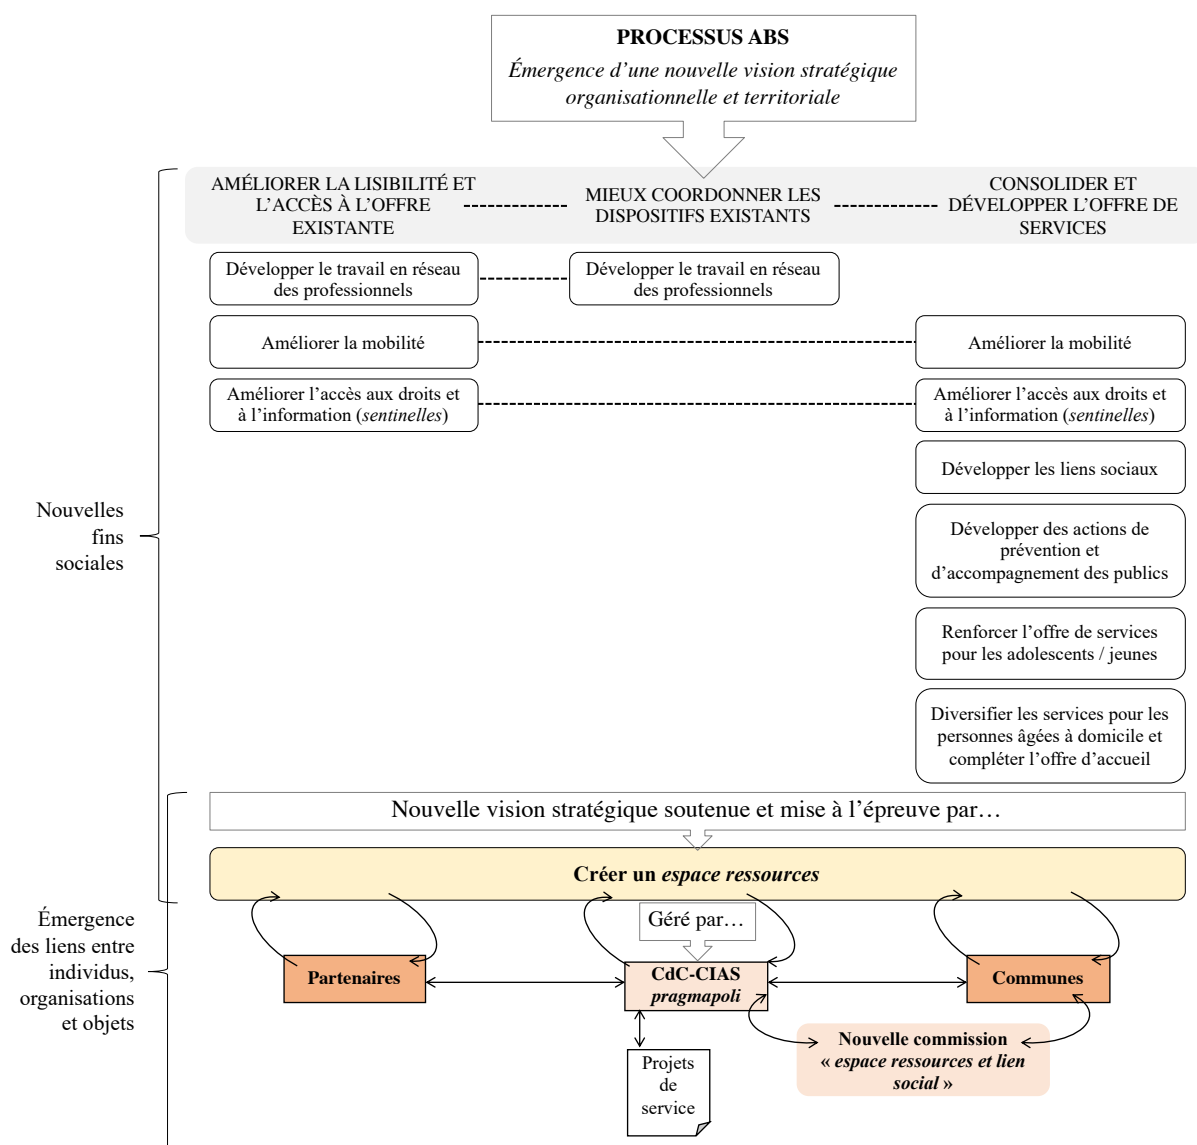 PROCESSUS ABS
Émergence d’une nouvelle vision stratégique
organisationnelle et territoriale
AMÉLIORER LA LISIBILITÉ ET
L’ACCÈS À L’OFFRE
EXISTANTE
MIEUX COORDONNER LES
DISPOSITIFS EXISTANTS
CONSOLIDER ET
DÉVELOPPER L’OFFRE DE
SERVICES
Développer le travail en réseau
des professionnels
Développer le travail en réseau
des professionnels
Améliorer la mobilité
Améliorer la mobilité
Améliorer l’accès aux droits et
à l’information (sentinelles)
Améliorer l’accès aux droits et
à l’information (sentinelles)
Développer les liens sociaux
Nouvelles
fins
sociales
Développer des actions de
prévention et
d’accompagnement des publics
Renforcer l’offre de services
pour les adolescents / jeunes
Diversifier les services pour les
personnes âgées à domicile et
compléter l’offre d’accueil
Nouvelle vision stratégique soutenue et mise à l’épreuve par…
Créer un espace ressources
Géré par…
Émergence
des liens entre
individus,
organisations
et objets
Partenaires
CdC-CIAS
pragmapoli
Communes
Nouvelle commission
« espace ressources et lien
social »
Projets
de
service